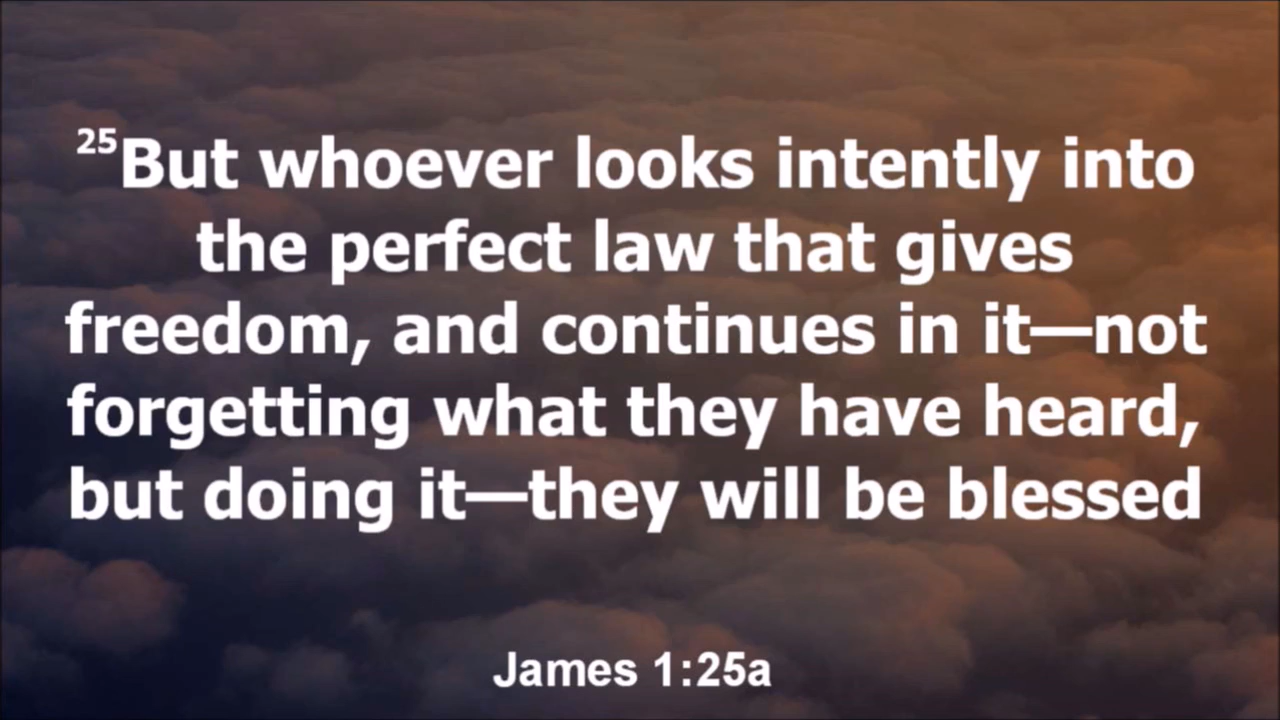 25But whoever looks intently into
the perfect law that gives
freedom, and continues in it—not
forgetting what they have heard,
but doing it—they will be blessed
James 1:25a